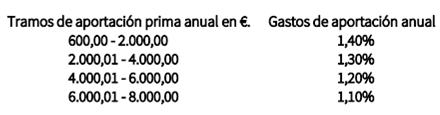 Tramos de aportación prima anual en €. Gastos de aportación anual
600,00 - 2.000,00 1,40%
2.000,01 - 4.000,00 1,30%
4.000,01 - 6.000,00 1,20%
6.000,01 - 8.000,00 1,10%